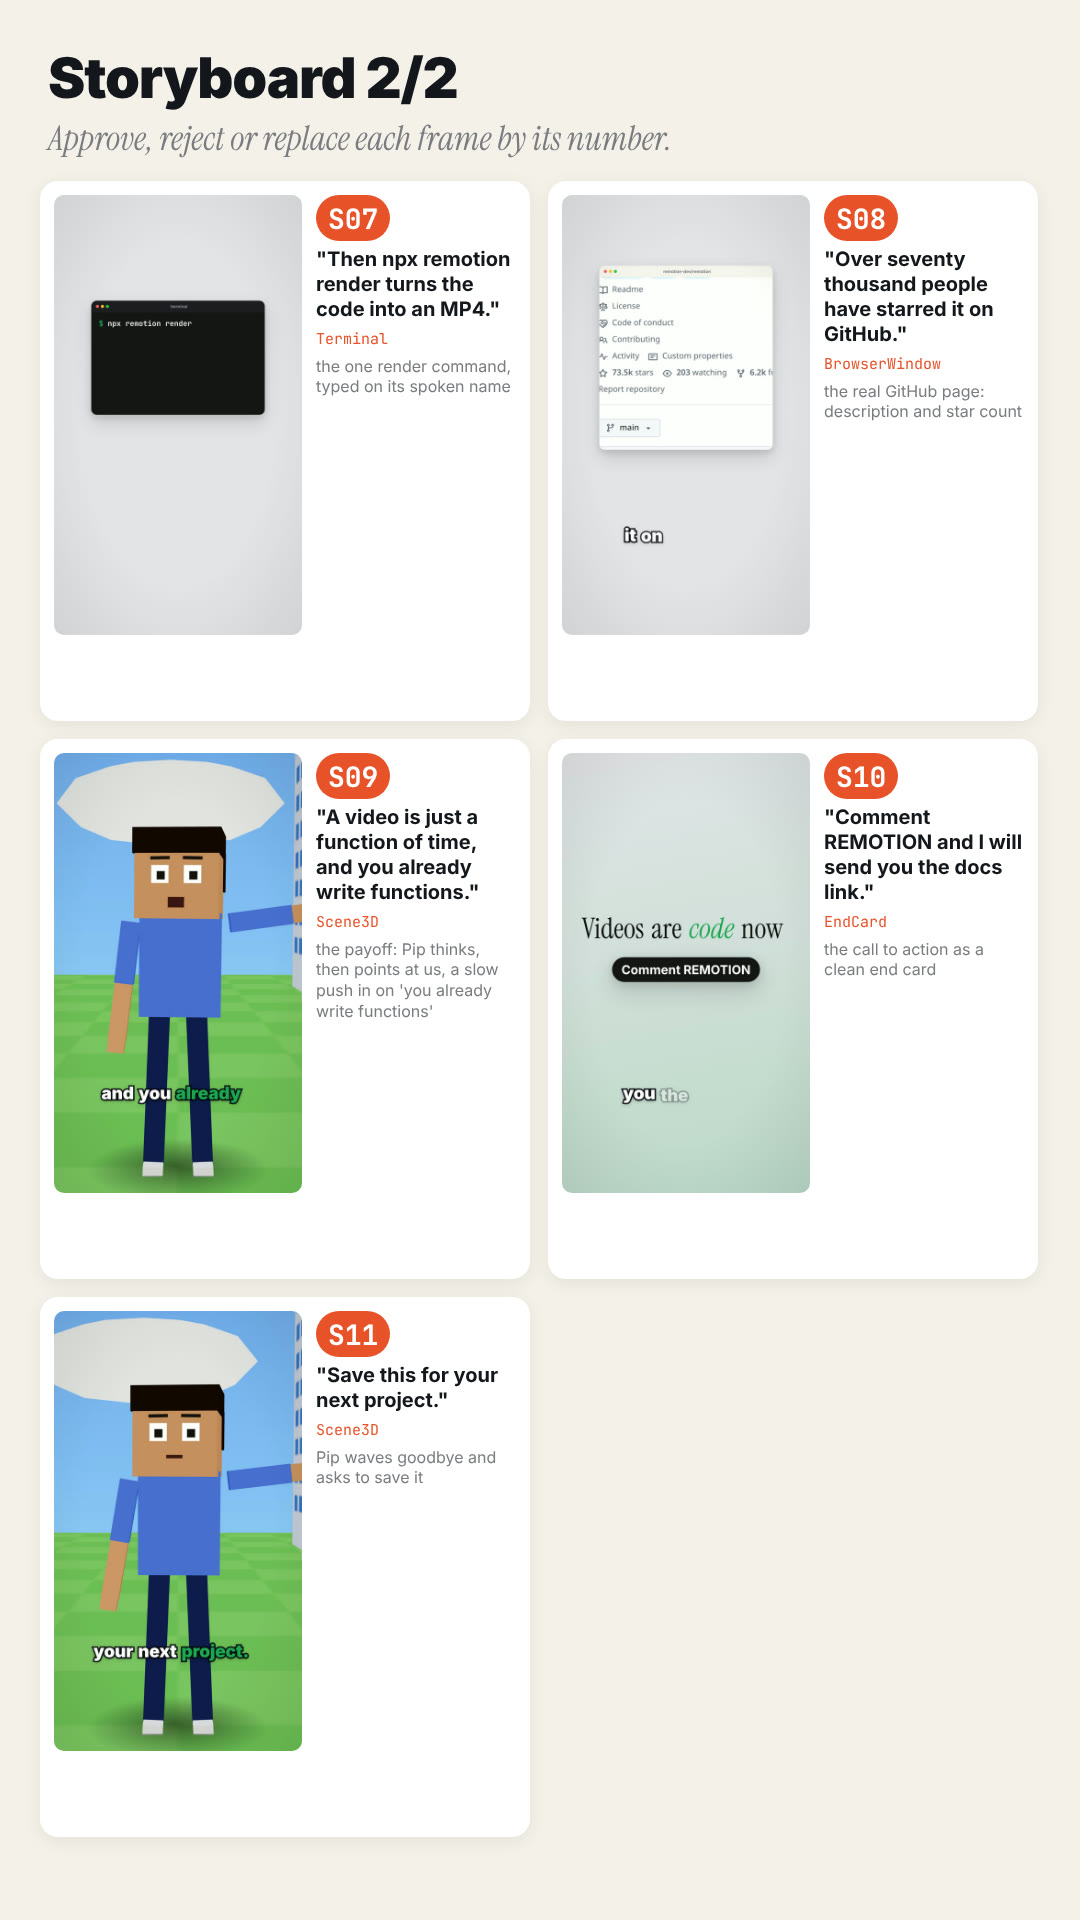 Storyboard 2/2
Approve, reject or replace each frame by its number.
terminal
$ npx remotion render
S07
"Then npx remotion
render turns the
code into an MP4."
Terminal
the one render command,
typed on its spoken name
remotion-dev/remotion
Readme
License
Code of conduct
Contributing
Activity Custom properties
73.5k stars 203 watching 6.2k f
Report repository
main
it on
S08
"Over seventy
thousand people
have starred it on
GitHub."
BrowserWindow
the real GitHub page:
description and star count
and you already
S09
"A video is just a
function of time,
and you already
write functions."
Scene3D
the payoff: Pip thinks,
then points at us, a slow
push in on 'you already
write functions'
Videos are code now
Comment REMOTION
you the
S10
"Comment
REMOTION and I will
send you the docs
link."
EndCard
the call to action as a
clean end card
your next project.
S11
"Save this for your
next project."
Scene3D
Pip waves goodbye and
asks to save it